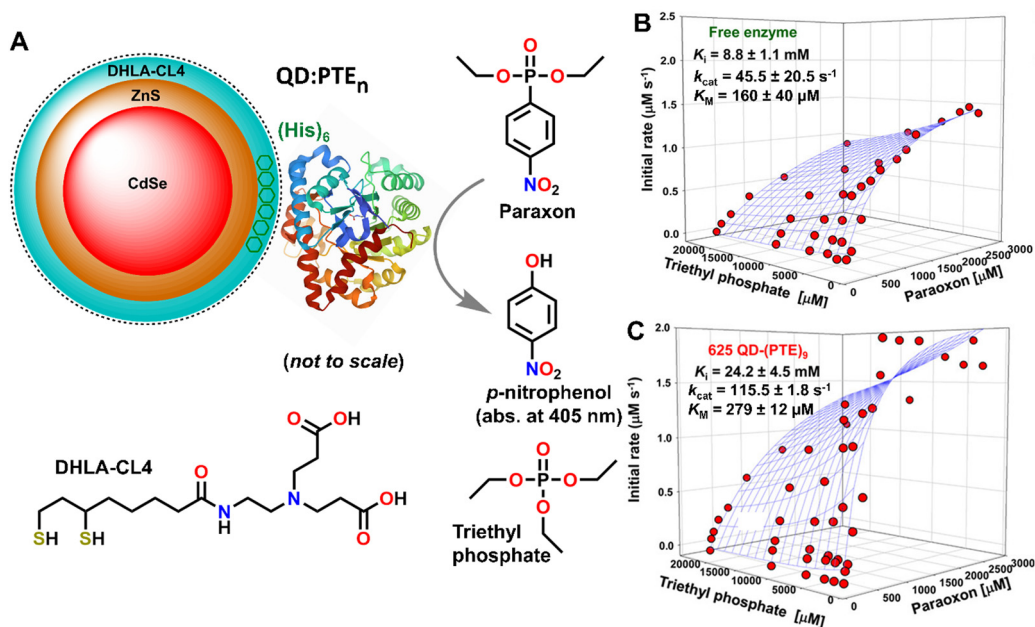 A
DHLA-CL4
ZnS
CdSe
QD:PTEn
(His)6
(not to scale)
DHLA-CL4
O
OH
O
N
H
N
O
OH
SH
SH
O
O
P
O
NO2
Paraxon
OH
NO2
p-nitrophenol
(abs. at 405 nm)
O
O
P
O
O
Triethyl
phosphate
B
Free enzyme
Ki = 8.8 ± 1.1 mM
kcat = 45.5 ± 20.5 s-1
KM = 160 ± 40 µM
Initial rate (µM s-1)
2.5
2.0
1.5
1.0
0.5
0.0
20000
15000
10000
5000
0
Triethyl phosphate [µM]
0
500
1000
1500
2000
2500
3000
Paraoxon [µM]
C
625 QD-(PTE)9
Ki = 24.2 ± 4.5 mM
kcat = 115.5 ± 1.8 s-1
KM = 279 ± 12 µM
Initial rate (µM s-1)
2.0
1.5
1.0
0.5
0.0
20000
15000
10000
5000
0
Triethyl phosphate [µM]
0
500
1000
1500
2000
2500
3000
Paraoxon [µM]